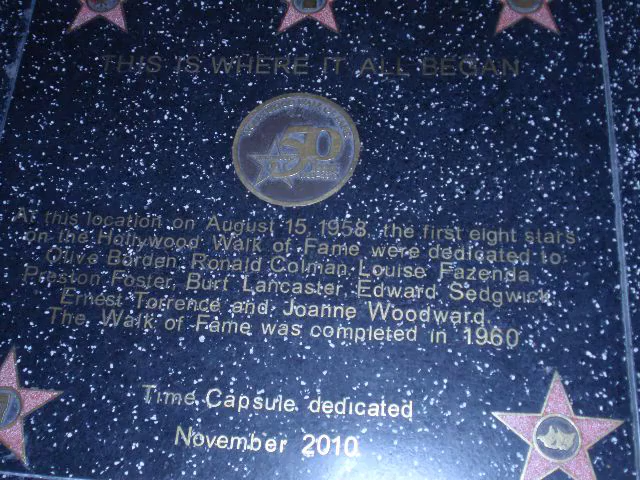 THIS IS WHERE IT ALL BEGAN
50
At this location on August 15, 1958, the first eight stars
on the Hollywood Walk of Fame were dedicated to:
Olive Borden, Ronald Colman, Louise Fazenda,
Preston Foster, Burt Lancaster, Edward Sedgwick
Ernest Torrence and Joanne Woodward.
The Walk of Fame was completed in 1960
Time Capsule dedicated
November 2010